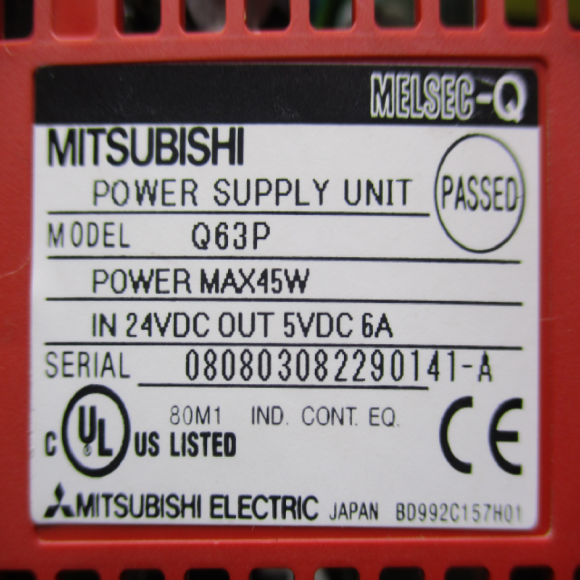 MELSEC-Q
MITSUBISHI
POWER SUPPLY UNIT
PASSED
MODEL Q63P
POWER MAX45W
IN 24VDC OUT 5VDC 6A
SERIAL 080803082290141-A
C UL US LISTED 80M1 IND. CONT. EQ.
CE
MITSUBISHI ELECTRIC JAPAN BD992C157H01